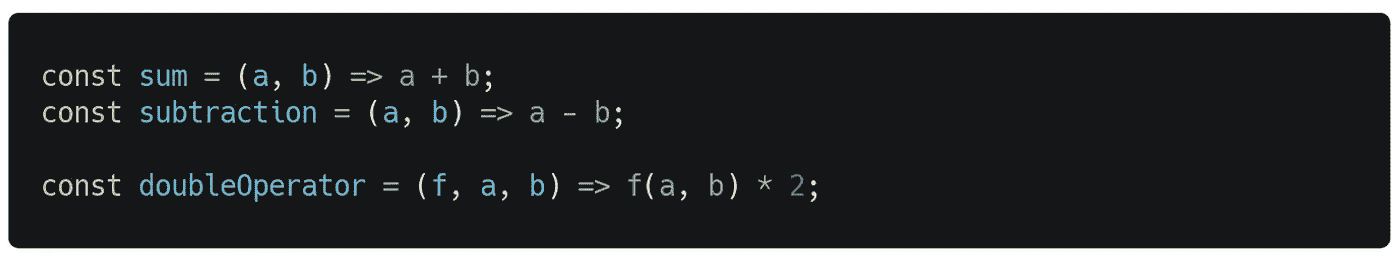 const sum = (a, b) => a + b;
const subtraction = (a, b) => a - b;
const doubleOperator = (f, a, b) => f(a, b) * 2;